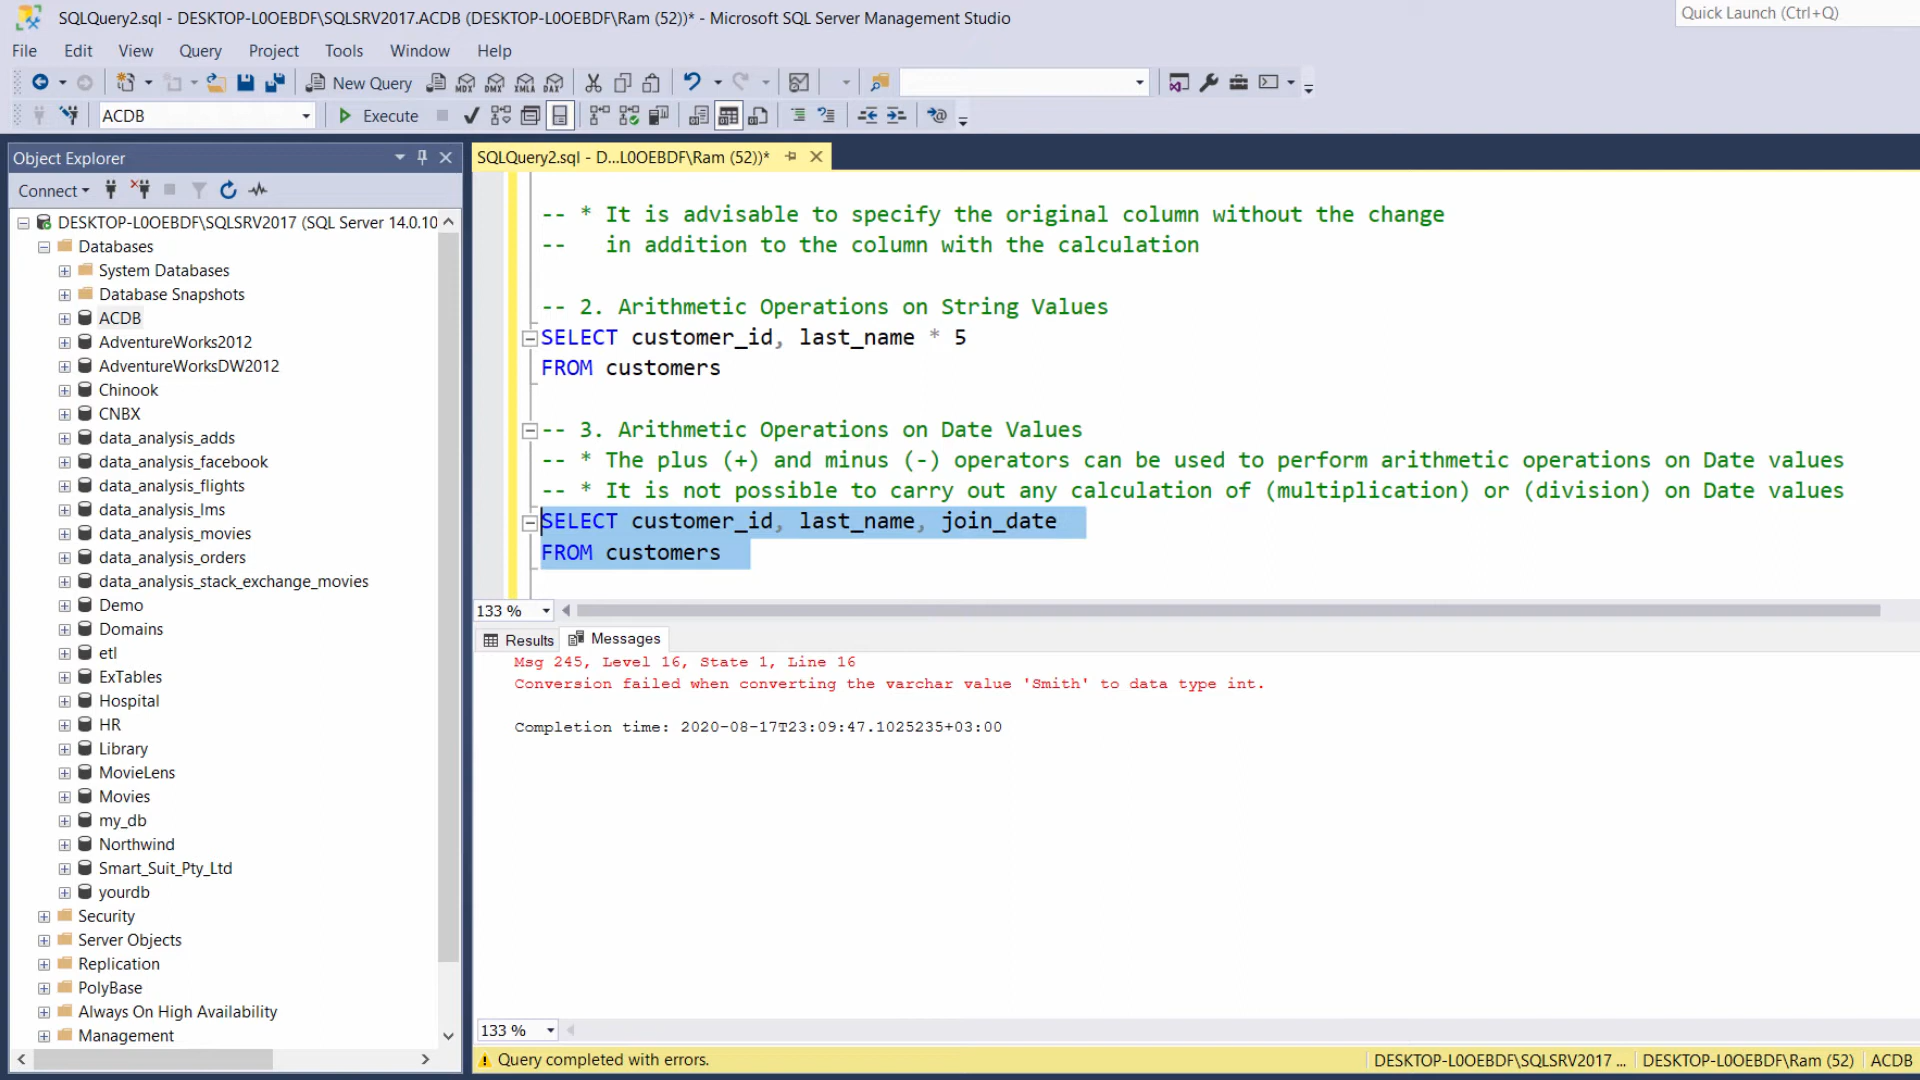 SQLQuery2.sql - DESKTOP-L0OEBDF\SQLSRV2017.ACDB (DESKTOP-L0OEBDF\Ram (52))* - Microsoft SQL Server Management Studio
Quick Launch (Ctrl+Q)
File Edit View Query Project Tools Window Help
New Query MDX DMX XMLA DAX
ACDB Execute
Object Explorer
SQLQuery2.sql - D...L0OEBDF\Ram (52))*
Connect
DESKTOP-L0OEBDF\SQLSRV2017 (SQL Server 14.0.10
Databases
System Databases
Database Snapshots
ACDB
AdventureWorks2012
AdventureWorksDW2012
Chinook
CNBX
data_analysis_adds
data_analysis_facebook
data_analysis_flights
data_analysis_lms
data_analysis_movies
data_analysis_orders
data_analysis_stack_exchange_movies
Demo
Domains
etl
ExTables
Hospital
HR
Library
MovieLens
Movies
my_db
Northwind
Smart_Suit_Pty_Ltd
yourdb
Security
Server Objects
Replication
PolyBase
Always On High Availability
Management
-- * It is advisable to specify the original column without the change
--   in addition to the column with the calculation
-- 2. Arithmetic Operations on String Values
SELECT customer_id, last_name * 5
FROM customers
-- 3. Arithmetic Operations on Date Values
-- * The plus (+) and minus (-) operators can be used to perform arithmetic operations on Date values
-- * It is not possible to carry out any calculation of (multiplication) or (division) on Date values
SELECT customer_id, last_name, join_date
FROM customers
133 %
Results Messages
Msg 245, Level 16, State 1, Line 16
Conversion failed when converting the varchar value 'Smith' to data type int.
Completion time: 2020-08-17T23:09:47.1025235+03:00
133 %
Query completed with errors.
DESKTOP-L0OEBDF\SQLSRV2017 ... DESKTOP-L0OEBDF\Ram (52) ACDB